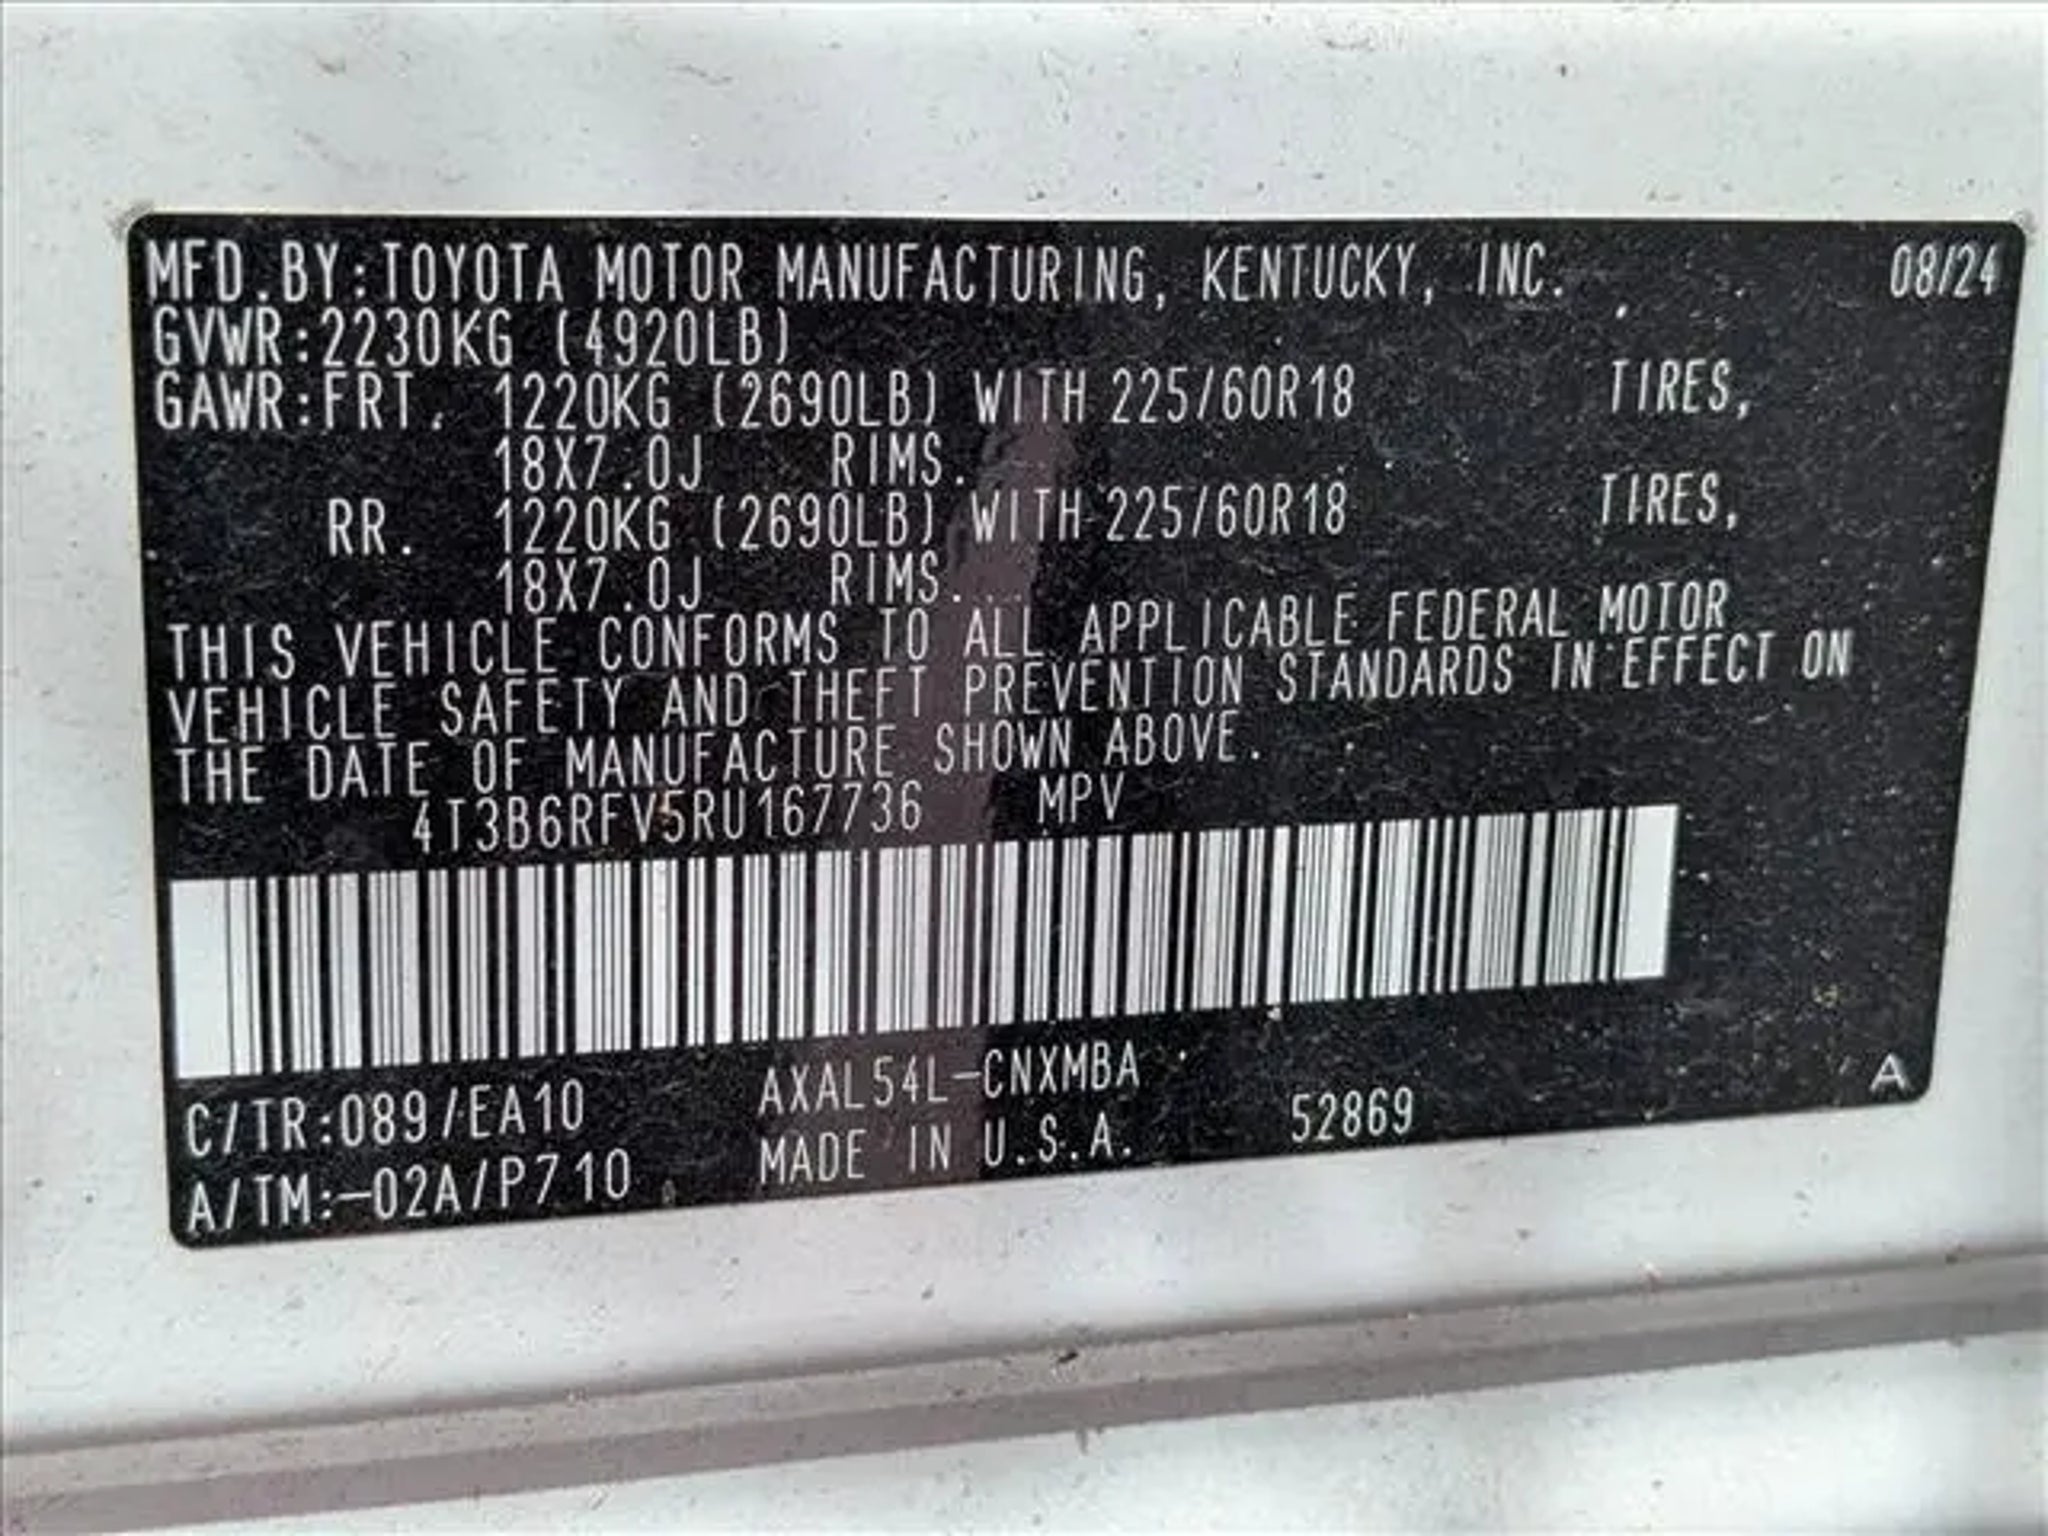 MFD.BY:TOYOTA MOTOR MANUFACTURING, KENTUCKY, INC. 08/24
GVWR:2230KG (4920LB)
GAWR:FRT. 1220KG (2690LB) WITH 225/60R18 TIRES,
18X7.0J RIMS.
RR. 1220KG (2690LB) WITH 225/60R18 TIRES,
18X7.0J RIMS.
THIS VEHICLE CONFORMS TO ALL APPLICABLE FEDERAL MOTOR
VEHICLE SAFETY AND THEFT PREVENTION STANDARDS IN EFFECT ON
THE DATE OF MANUFACTURE SHOWN ABOVE.
4T3B6RFV5RU167736 MPV
C/TR:089/EA10 AXAL54L-CNXMBA A
A/TM:-02A/P710 MADE IN U.S.A. 52869